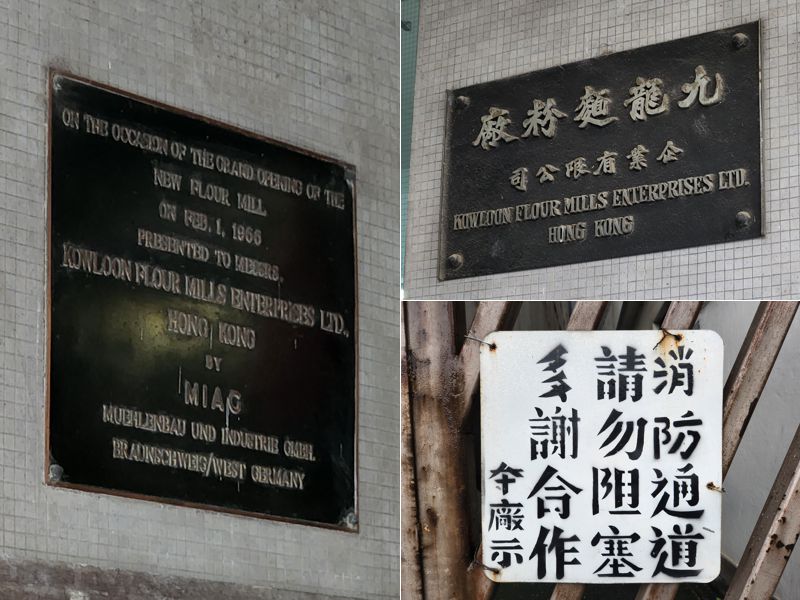 ON THE OCCASION OF THE GRAND OPENING OF THE
NEW FLOUR MILL
ON FEB. 1, 1966
PRESENTED TO MESSRS.
KOWLOON FLOUR MILLS ENTERPRISES LTD.,
HONG KONG
BY
MIAG
MUEHLENBAU UND INDUSTRIE GMBH.
BRAUNSCHWEIG/WEST GERMANY
九龍麵粉廠
企業有限公司
KOWLOON FLOUR MILLS ENTERPRISES LTD.
HONG KONG
消防通道
請勿阻塞
多謝合作
本廠示